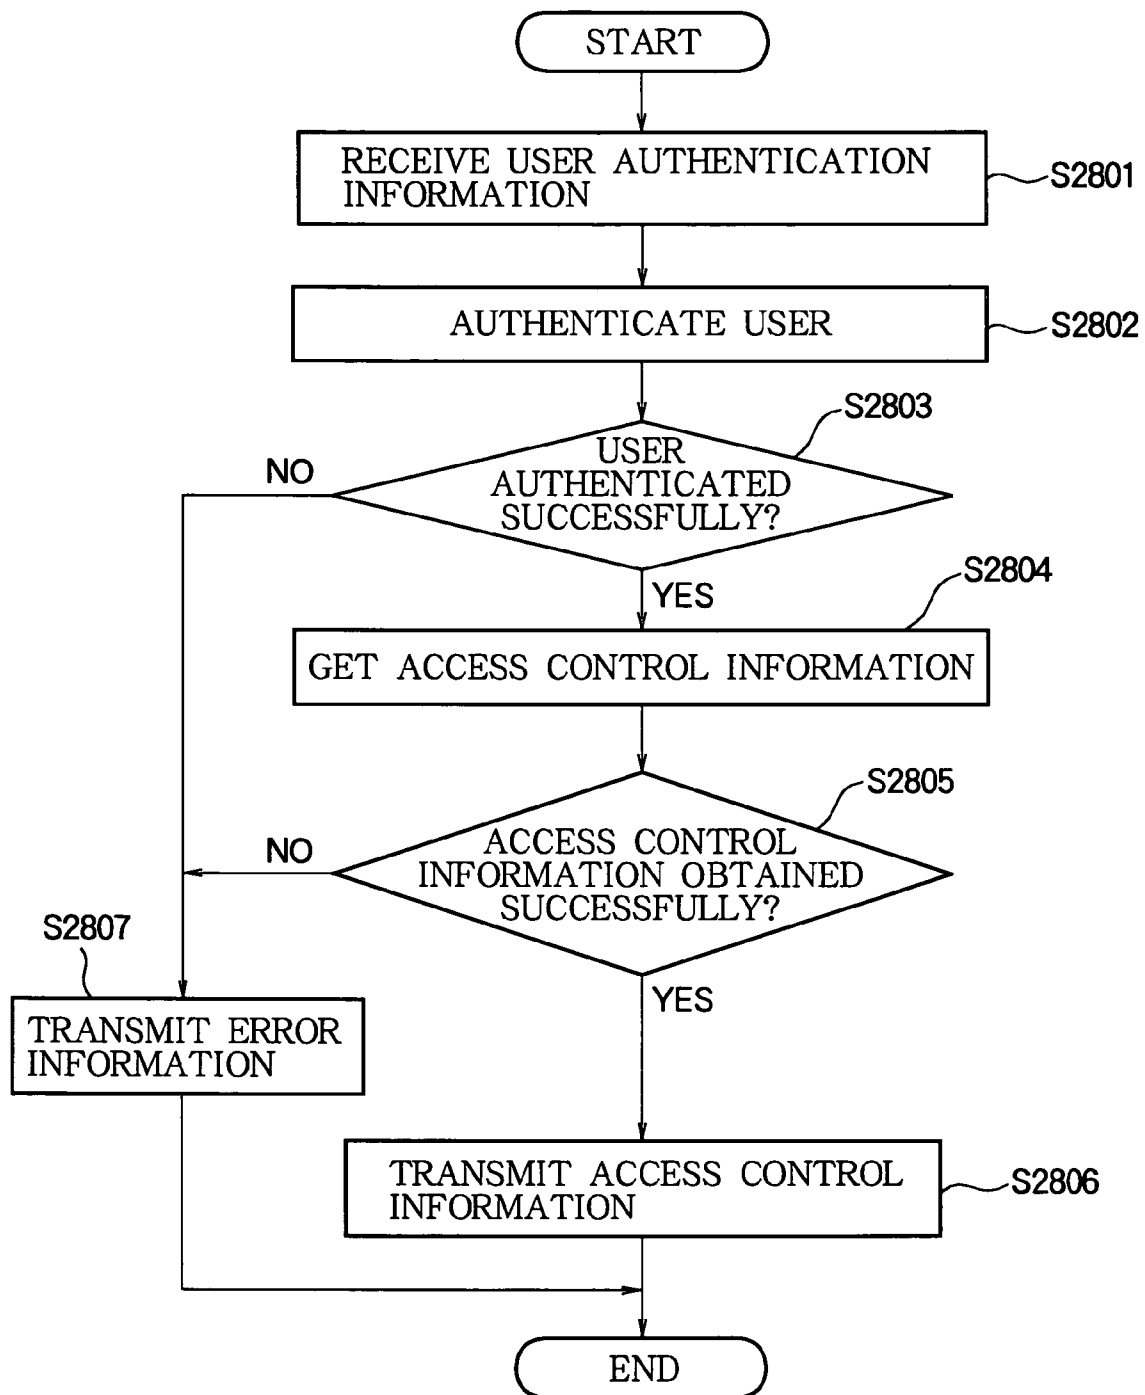 START
RECEIVE USER AUTHENTICATION
INFORMATION
S2801
AUTHENTICATE USER
S2802
S2803
USER
AUTHENTICATED
SUCCESSFULLY?
NO
YES
S2804
GET ACCESS CONTROL INFORMATION
S2805
ACCESS CONTROL
INFORMATION OBTAINED
SUCCESSFULLY?
NO
YES
S2807
TRANSMIT ERROR
INFORMATION
TRANSMIT ACCESS CONTROL
INFORMATION
S2806
END